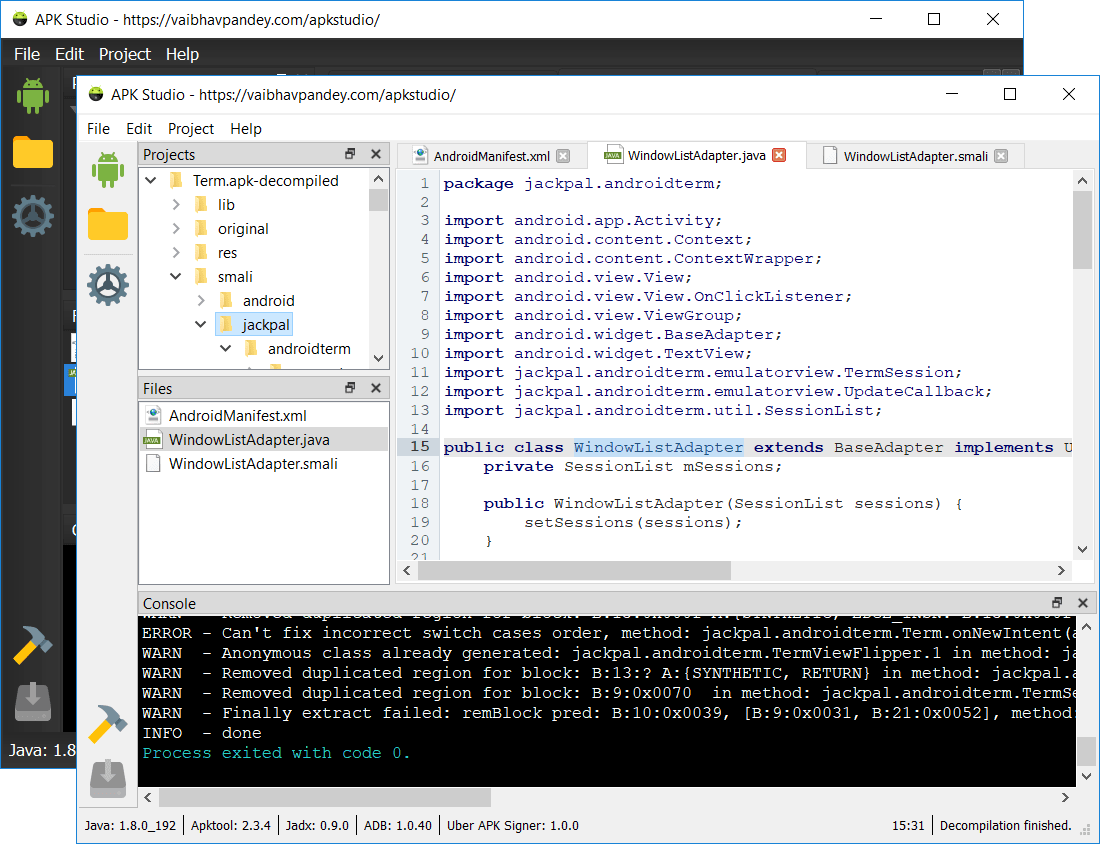 APK Studio - https://vaibhavpandey.com/apkstudio/
File Edit Project Help
Java: 1.8
APK Studio - https://vaibhavpandey.com/apkstudio/
File Edit Project Help
Projects
Term.apk-decompiled
lib
original
res
smali
android
jackpal
androidterm
Files
AndroidManifest.xml
WindowListAdapter.java
WindowListAdapter.smali
AndroidManifest.xml WindowListAdapter.java WindowListAdapter.smali
1 package jackpal.androidterm;
2
3 import android.app.Activity;
4 import android.content.Context;
5 import android.content.ContextWrapper;
6 import android.view.View;
7 import android.view.View.OnClickListener;
8 import android.view.ViewGroup;
9 import android.widget.BaseAdapter;
10 import android.widget.TextView;
11 import jackpal.androidterm.emulatorview.TermSession;
12 import jackpal.androidterm.emulatorview.UpdateCallback;
13 import jackpal.androidterm.util.SessionList;
14
15 public class WindowListAdapter extends BaseAdapter implements U
16 private SessionList mSessions;
17
18 public WindowListAdapter(SessionList sessions) {
19 setSessions(sessions);
20 }
21
Console
WARN - Removed duplicated region for block:
ERROR - Can't fix incorrect switch cases order, method: jackpal.androidterm.Term.onNewIntent(a
WARN - Anonymous class already generated: jackpal.androidterm.TermViewFlipper.1 in method: ja
WARN - Removed duplicated region for block: B:13:? A:{SYNTHETIC, RETURN} in method: jackpal.a
WARN - Removed duplicated region for block: B:9:0x0070 in method: jackpal.androidterm.TermSe
WARN - Finally extract failed: remBlock pred: B:10:0x0039, [B:9:0x0031, B:21:0x0052], method:
INFO - done
Process exited with code 0.
Java: 1.8.0_192 Apktool: 2.3.4 Jadx: 0.9.0 ADB: 1.0.40 Uber APK Signer: 1.0.0 15:31 Decompilation finished.